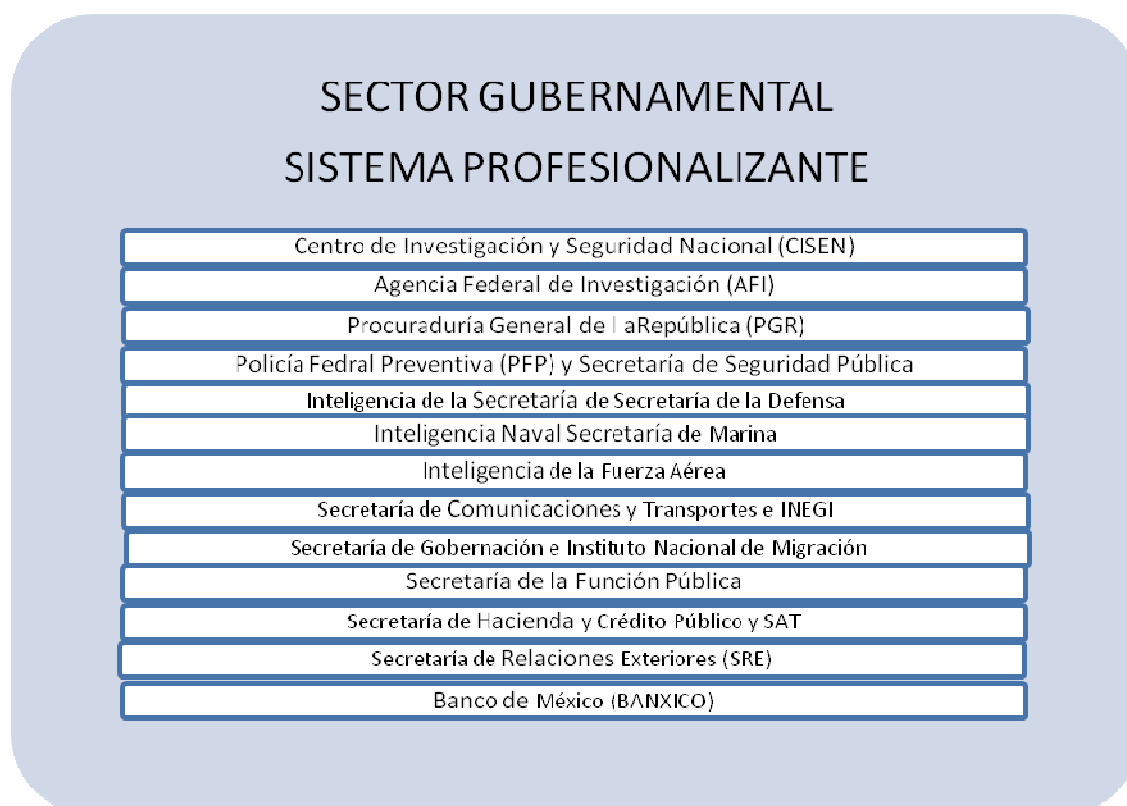 SECTOR GUBERNAMENTAL
SISTEMA PROFESIONALIZANTE
Centro de Investigación y Seguridad Nacional (CISEN)
Agencia Federal de Investigación (AFI)
Procuraduría General de l aRepública (PGR)
Policía Fedral Preventiva (PFP) y Secretaría de Seguridad Pública
Inteligencia de la Secretaría de Secretaría de la Defensa
Inteligencia Naval Secretaría de Marina
Inteligencia de la Fuerza Aérea
Secretaría de Comunicaciones y Transportes e INEGI
Secretaría de Gobernación e Instituto Nacional de Migración
Secretaría de la Función Pública
Secretaría de Hacienda y Crédito Público y SAT
Secretaría de Relaciones Exteriores (SRE)
Banco de México (BANXICO)